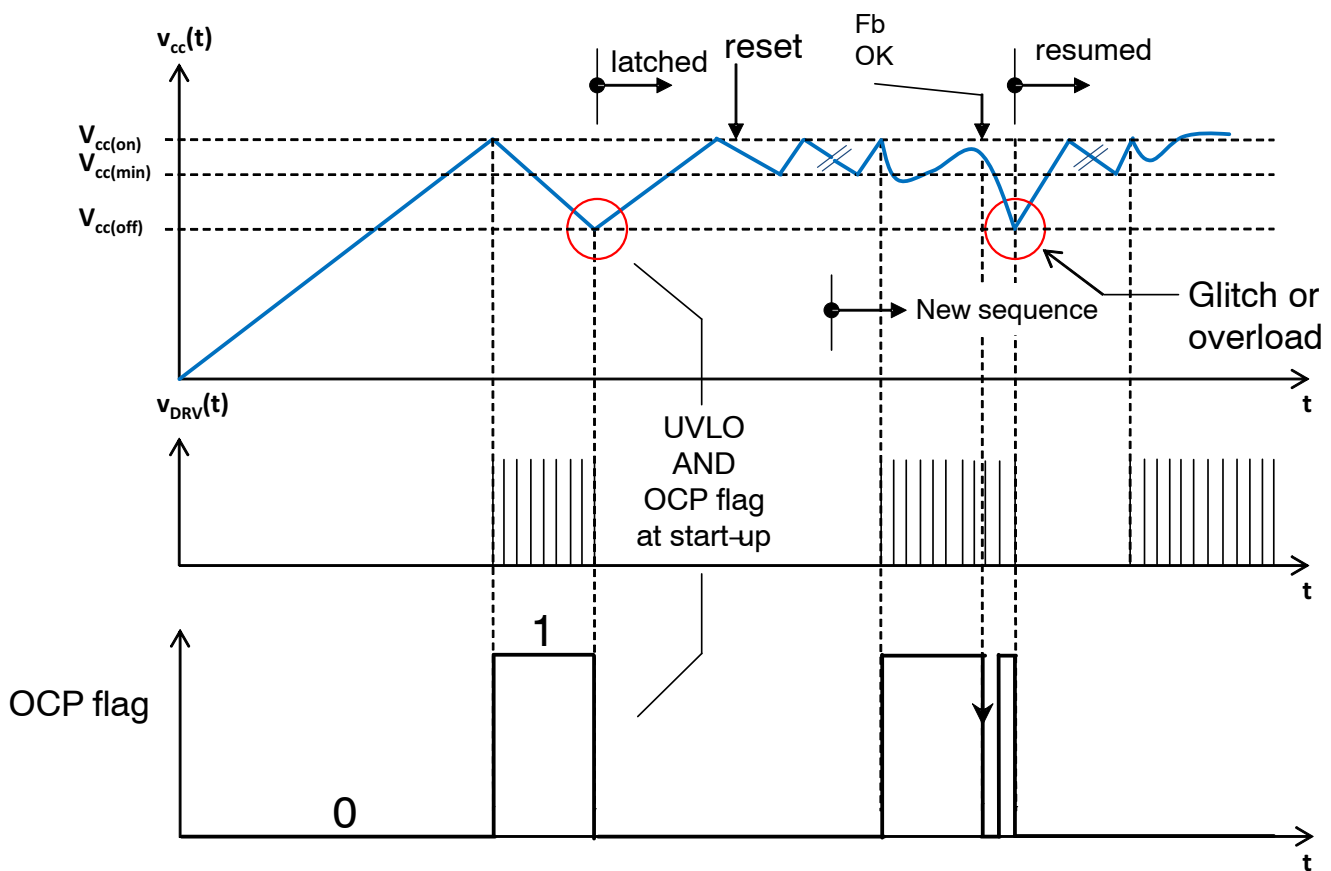 vcc(t)
latched
reset
Fb
OK
resumed
Vcc(on)
Vcc(min)
Vcc(off)
New sequence
Glitch or
overload
t
vDRV(t)
UVLO
AND
OCP flag
at start-up
t
1
OCP flag
0
t